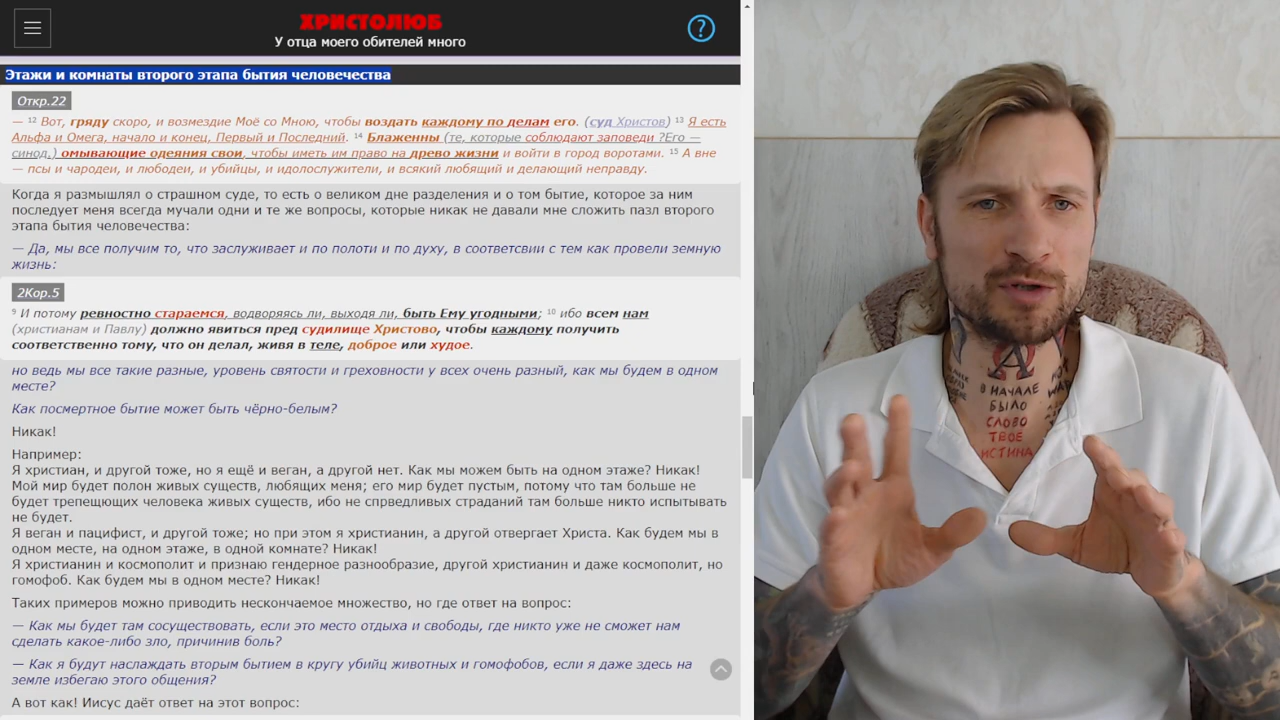 ХРИСТОЛЮБ
У отца моего обителей много
Этажи и комнаты второго этапа бытия человечества
Откр.22
— 12 Вот, гряду скоро, и возмездие Моё со Мною, чтобы воздать каждому по делам его. (суд Христов) 13 Я есть
Альфа и Омега, начало и конец, Первый и Последний. 14 Блаженны (те, которые соблюдают заповеди ?Его —
синод.) омывающие одеяния свои, чтобы иметь им право на древо жизни и войти в город воротами. 15 А вне
— псы и чародеи, и любодеи, и убийцы, и идолослужители, и всякий любящий и делающий неправду.
Когда я размышлял о страшном суде, то есть о великом дне разделения и о том бытие, которое за ним
последует меня всегда мучали одни и те же вопросы, которые никак не давали мне сложить пазл второго
этапа бытия человечества:
— Да, мы все получим то, что заслуживает и по полоти и по духу, в соответсвии с тем как провели земную
жизнь:
2Кор.5
9 И потому ревностно стараемся, водворяясь ли, выходя ли, быть Ему угодными; 10 ибо всем нам
(христианам и Павлу) должно явиться пред судилище Христово, чтобы каждому получить
соответственно тому, что он делал, живя в теле, доброе или худое.
но ведь мы все такие разные, уровень святости и греховности у всех очень разный, как мы будем в одном
месте?
Как посмертное бытие может быть чёрно-белым?
Никак!
Например:
Я христиан, и другой тоже, но я ещё и веган, а другой нет. Как мы можем быть на одном этаже? Никак!
Мой мир будет полон живых существ, любящих меня; его мир будет пустым, потому что там больше не
будет трепещющих человека живых существ, ибо не спрведливых страданий там больше никто испытывать
не будет.
Я веган и пацифист, и другой тоже; но при этом я христианин, а другой отвергает Христа. Как будем мы в
одном месте, на одном этаже, в одной комнате? Никак!
Я христианин и космополит и признаю гендерное разнообразие, другой христианин и даже космополит, но
гомофоб. Как будем мы в одном месте? Никак!
Таких примеров можно приводить нескончаемое множество, но где ответ на вопрос:
— Как мы будет там сосуществовать, если это место отдыха и свободы, где никто уже не сможет нам
сделать какое-либо зло, причинив боль?
— Как я будут наслаждать вторым бытием в кругу убийц животных и гомофобов, если я даже здесь на
земле избегаю этого общения?
А вот как! Иисус даёт ответ на этот вопрос:
В НАЧАЛЕ
БЫЛО
СЛОВО
ТВОЕ
ИСТИНА